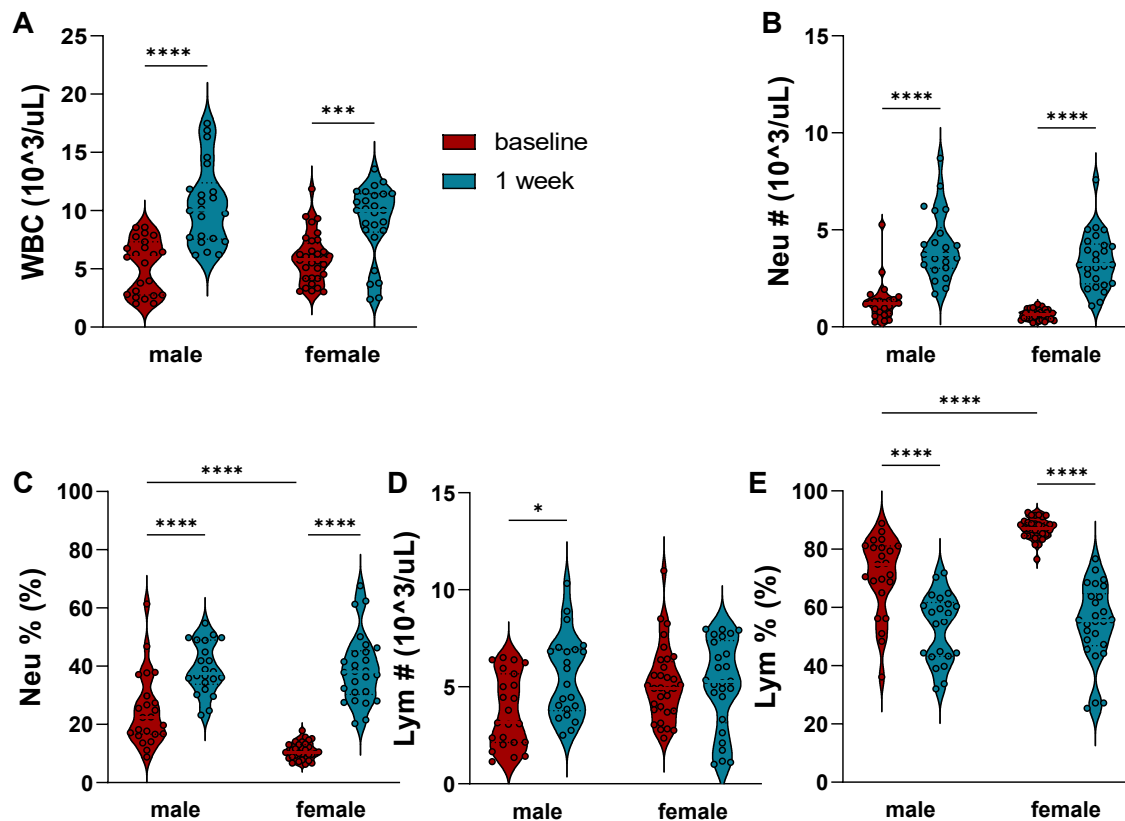 A
WBC (10^3/uL)
25
20
15
10
5
0
****
***
male
female
baseline
1 week
B
Neu # (10^3/uL)
15
10
5
0
****
****
male
female
C
Neu % (%)
100
80
60
40
20
0
****
****
****
male
female
D
Lym # (10^3/uL)
15
10
5
0
*
male
female
E
Lym % (%)
100
80
60
40
20
0
****
****
****
male
female